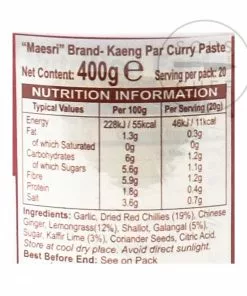 "Maesri" Brand- Kaeng Par Curry Paste
Net Content: 400g e Serving per pack: 20
NUTRITION INFORMATION
Typical Values Per 100g Per Serving (20g)
Energy 228kJ / 55kcal 46kJ / 11kcal
Fat 1.3g 0.3g
of which Saturated 0g 0g
Carbohydrates 6g 1.2g
of which Sugars 5.6g 1.1g
Fibre 5.9g 1.2g
Protein 1.8g 0.4g
Salt 3.6g
Ingredients: Garlic, Dried Red Chillies (19%), Chinese
Ginger, Lemongrass(12%), Shallot, Galangal (5%),
Sugar, Kaffir Lime (3%), Coriander Seeds, Citric Acid.
Store at cool dry place. Avoid direct sunlight.
Best Before End: See on Pack